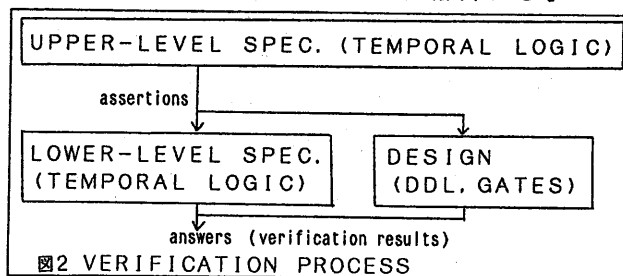 UPPER-LEVEL SPEC. (TEMPORAL LOGIC)
assertions
LOWER-LEVEL SPEC.
(TEMPORAL LOGIC)
DESIGN
(DDL, GATES)
answers (verification results)
図2 VERIFICATION PROCESS